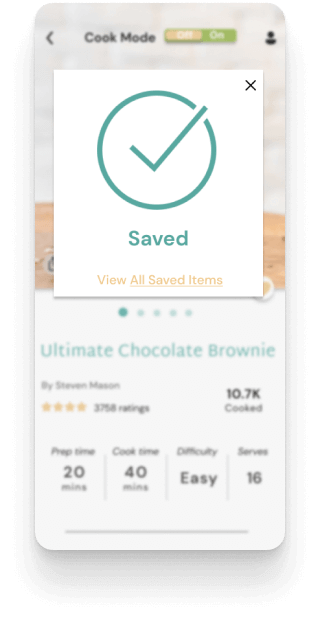 Cook Mode Off On
Saved
View All Saved Items
Ultimate Chocolate Brownie
By Steven Mason
3758 ratings
10.7K
Cooked
Prep time Cook time Difficulty Serves
20 40 Easy 16
mins mins